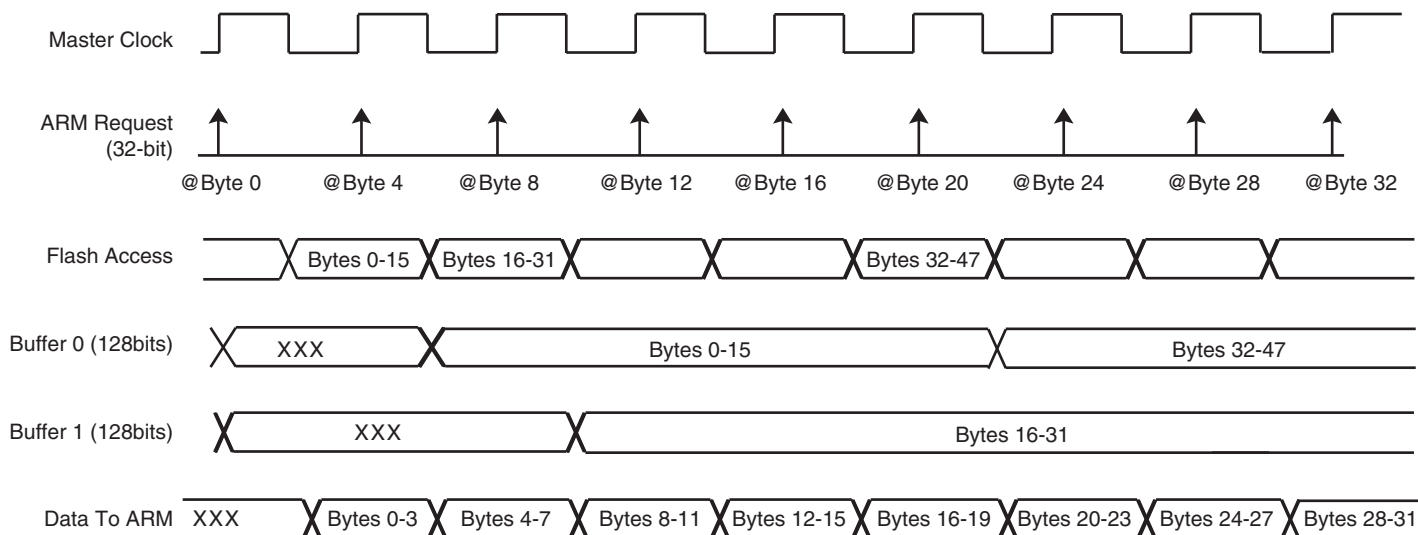 Master Clock
ARM Request
(32-bit)
@Byte 0 @Byte 4 @Byte 8 @Byte 12 @Byte 16 @Byte 20 @Byte 24 @Byte 28 @Byte 32
Flash Access Bytes 0-15 Bytes 16-31 Bytes 32-47
Buffer 0 (128bits) XXX Bytes 0-15 Bytes 32-47
Buffer 1 (128bits) XXX Bytes 16-31
Data To ARM XXX Bytes 0-3 Bytes 4-7 Bytes 8-11 Bytes 12-15 Bytes 16-19 Bytes 20-23 Bytes 24-27 Bytes 28-31